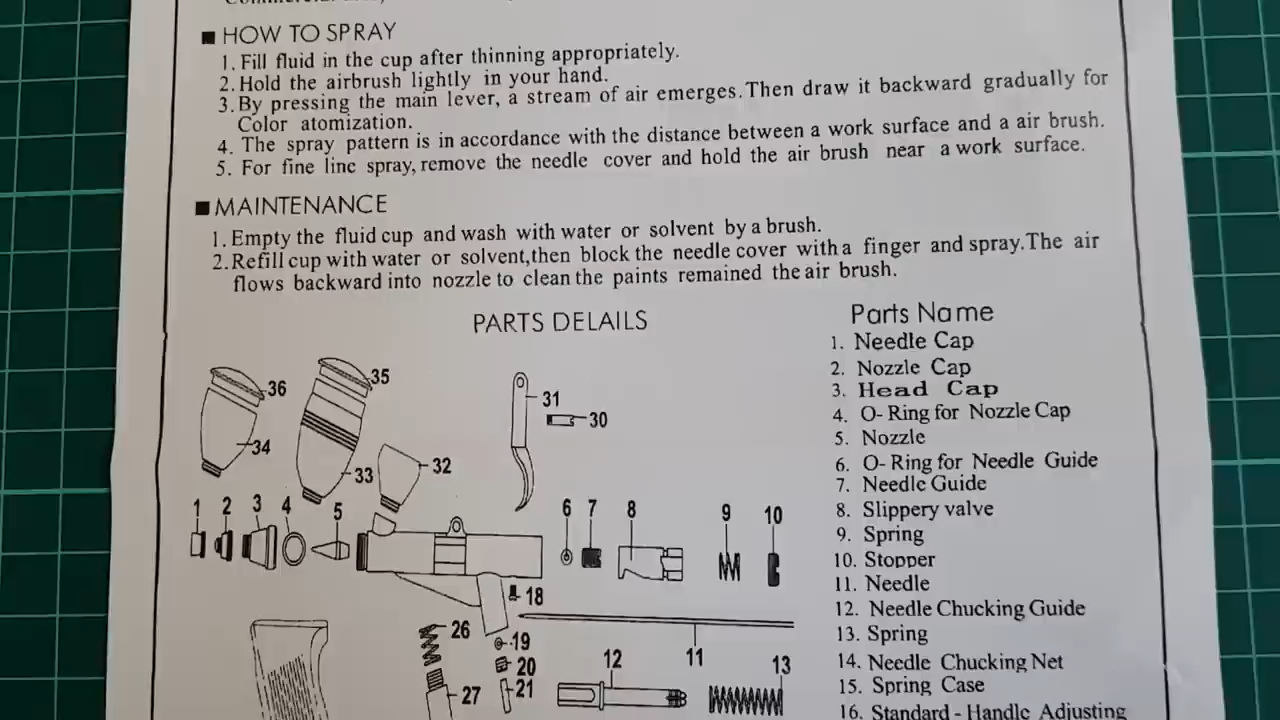 ■ HOW TO SPRAY
1. Fill fluid in the cup after thinning appropriately.
2. Hold the airbrush lightly in your hand.
3. By pressing the main lever, a stream of air emerges. Then draw it backward gradually for
Color atomization.
4. The spray pattern is in accordance with the distance between a work surface and a air brush.
5. For fine line spray, remove the needle cover and hold the air brush near a work surface.
■ MAINTENANCE
1. Empty the fluid cup and wash with water or solvent by a brush.
2. Refill cup with water or solvent, then block the needle cover with a finger and spray. The air
flows backward into nozzle to clean the paints remained the air brush.
PARTS DELAILS
36
35
34
33
32
31
30
1 2 3 4 5
6 7 8 9 10
18
26
19
20
21
27
12
11
13
Parts Name
1. Needle Cap
2. Nozzle Cap
3. Head Cap
4. O-Ring for Nozzle Cap
5. Nozzle
6. O-Ring for Needle Guide
7. Needle Guide
8. Slippery valve
9. Spring
10. Stopper
11. Needle
12. Needle Chucking Guide
13. Spring
14. Needle Chucking Net
15. Spring Case
16. Standard - Handle Adjusting